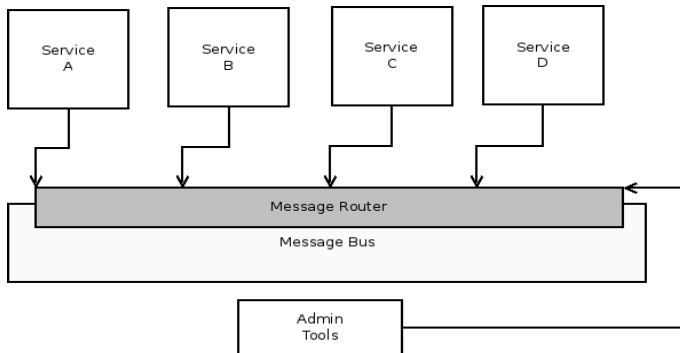 Service
A
Service
B
Service
C
Service
D
Message Router
Message Bus
Admin
Tools